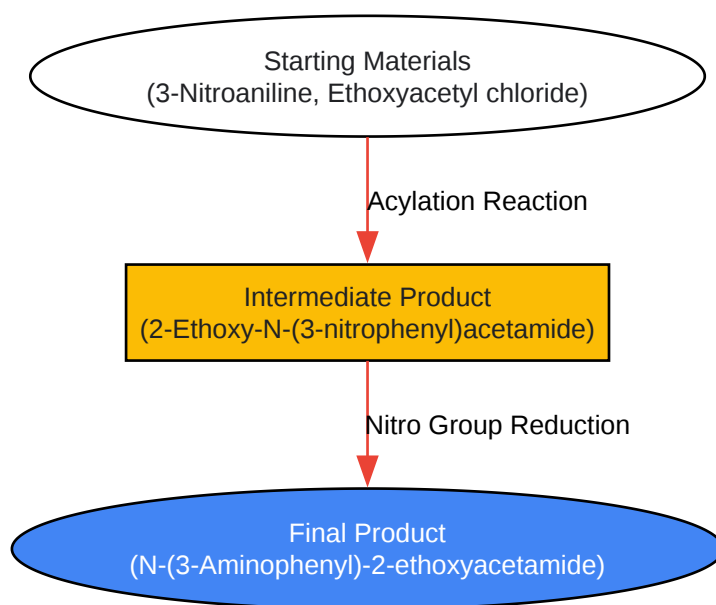 Starting Materials
(3-Nitroaniline, Ethoxyacetyl chloride)
Acylation Reaction
Intermediate Product
(2-Ethoxy-N-(3-nitrophenyl)acetamide)
Nitro Group Reduction
Final Product
(N-(3-Aminophenyl)-2-ethoxyacetamide)